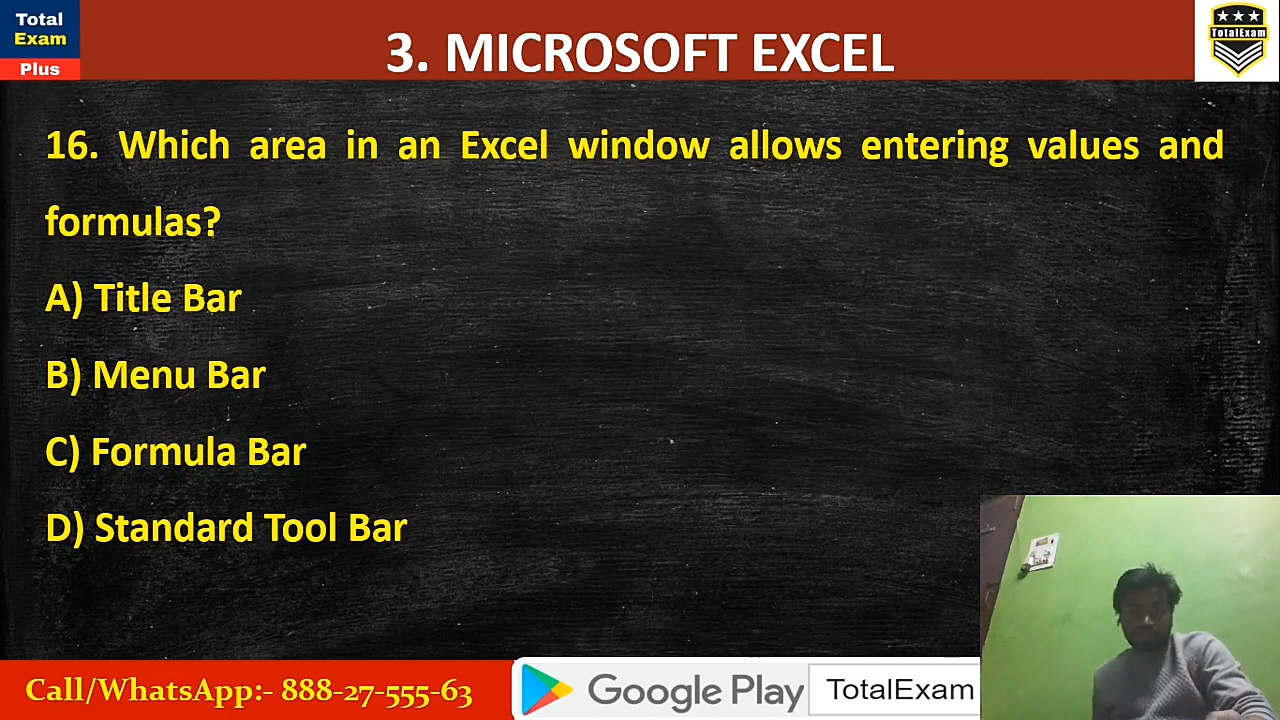 Total
Exam
Plus
3. MICROSOFT EXCEL
TotalExam
16. Which area in an Excel window allows entering values and
formulas?
A) Title Bar
B) Menu Bar
C) Formula Bar
D) Standard Tool Bar
Call/WhatsApp:- 888-27-555-63
Google Play
TotalExam